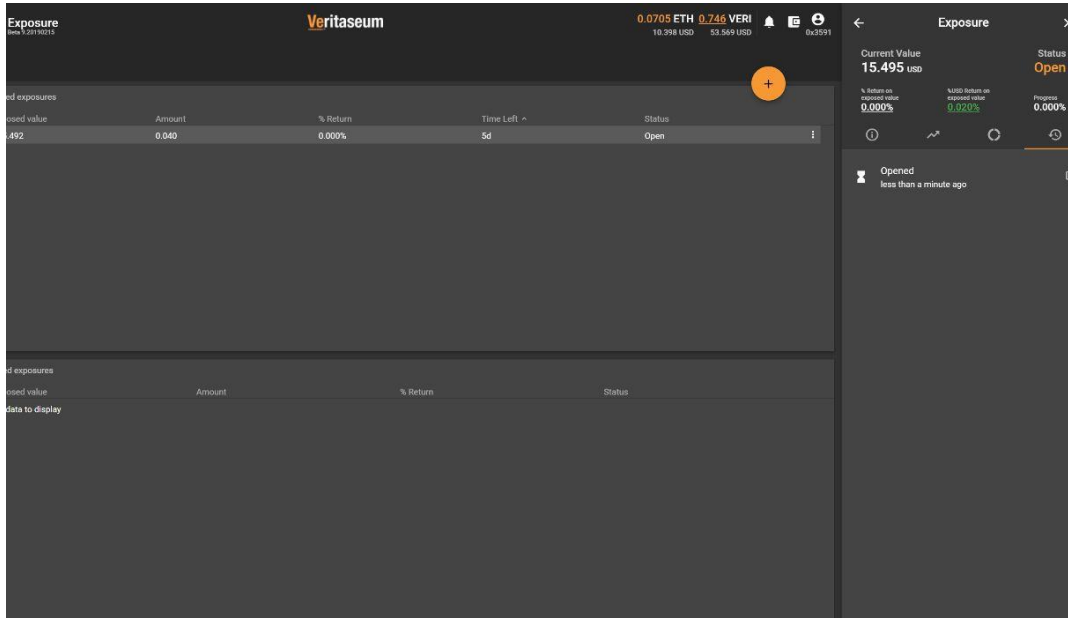 Exposure
Beta 9.20190215
Veritaseum
0.0705 ETH 0.746 VERI
10.398 USD 53.569 USD
0x3591
+
ed exposures
osed value Amount % Return Time Left Status
.492 0.040 0.000% 5d Open
ed exposures
osed value Amount % Return Status
data to display
Exposure
Current Value Status
15.495 USD Open
% Return on exposed value %USD Return on exposed value Progress
0.000% 0.020% 0.000%
Opened
less than a minute ago